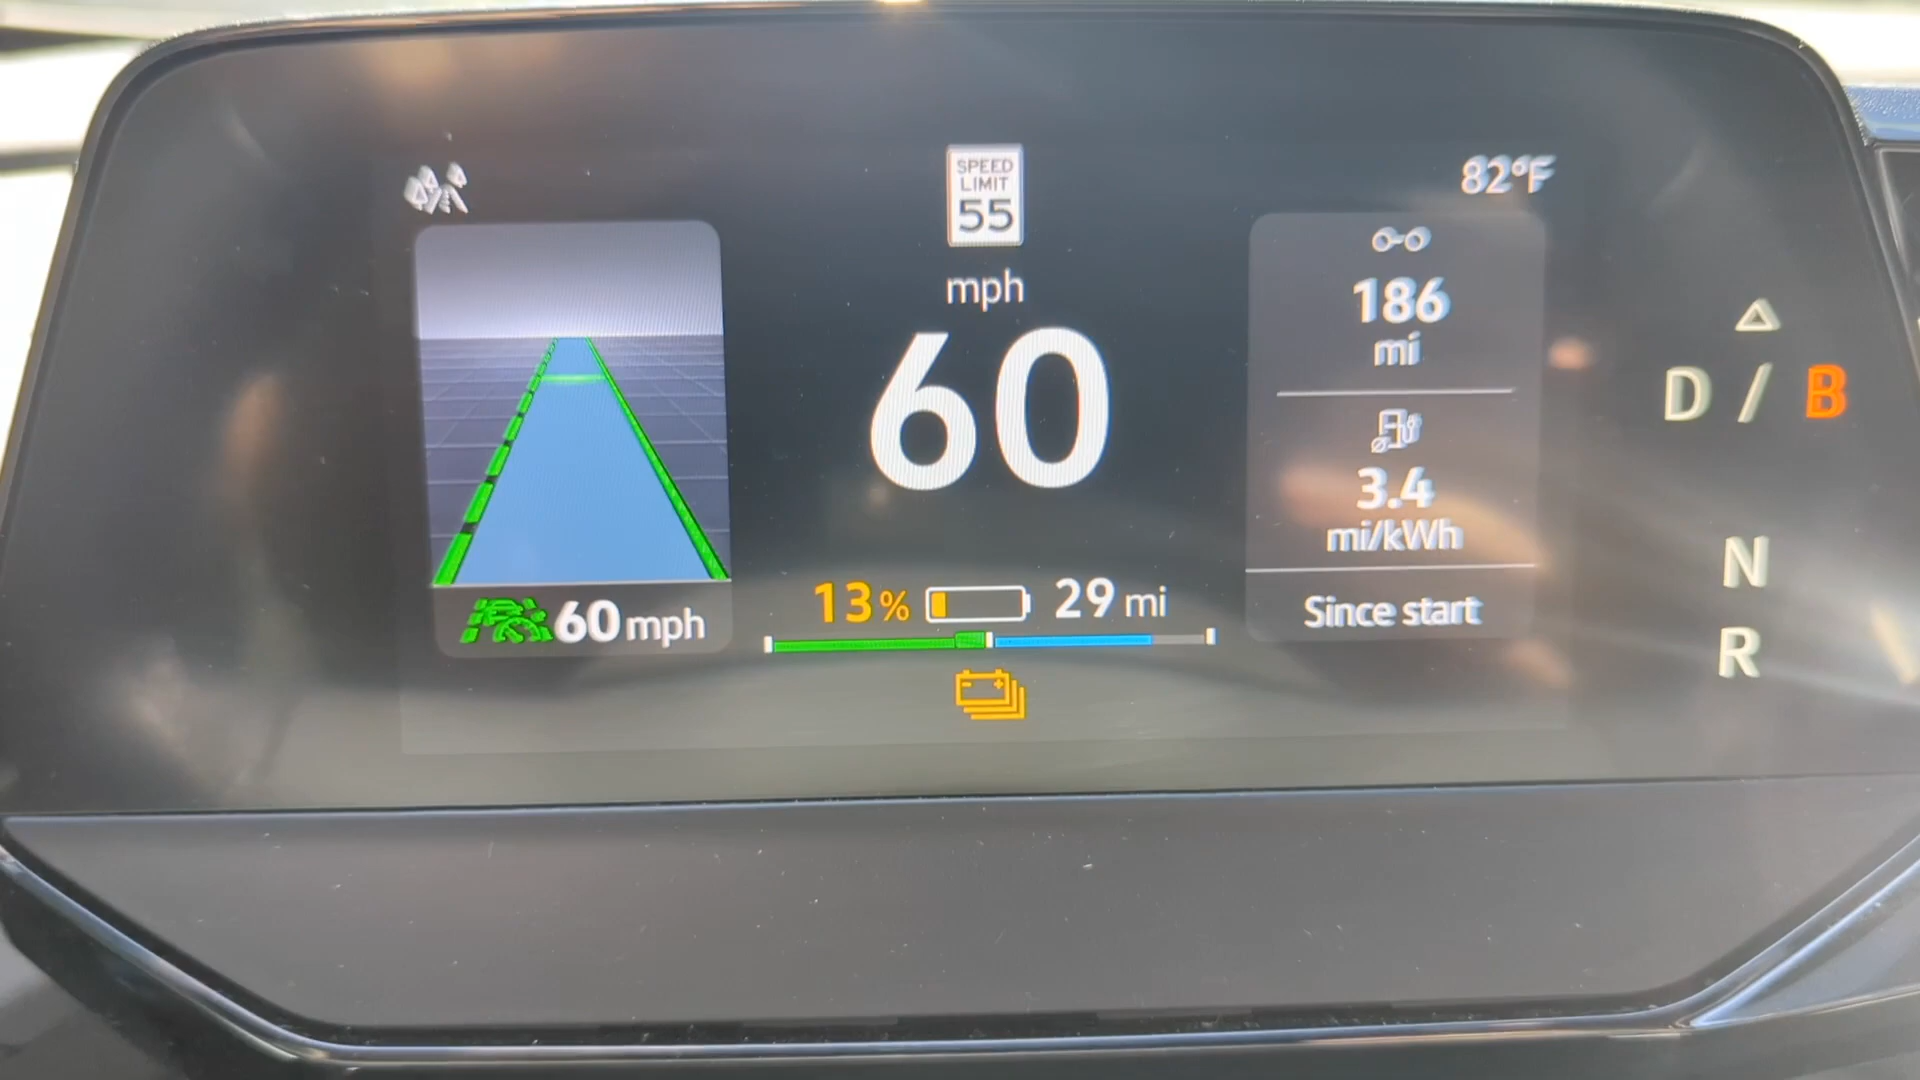 SPEED
LIMIT
55
82°F
mph
60
186
mi
3.4
mi/kWh
Since start
60 mph
13%
29 mi
D / B
N
R